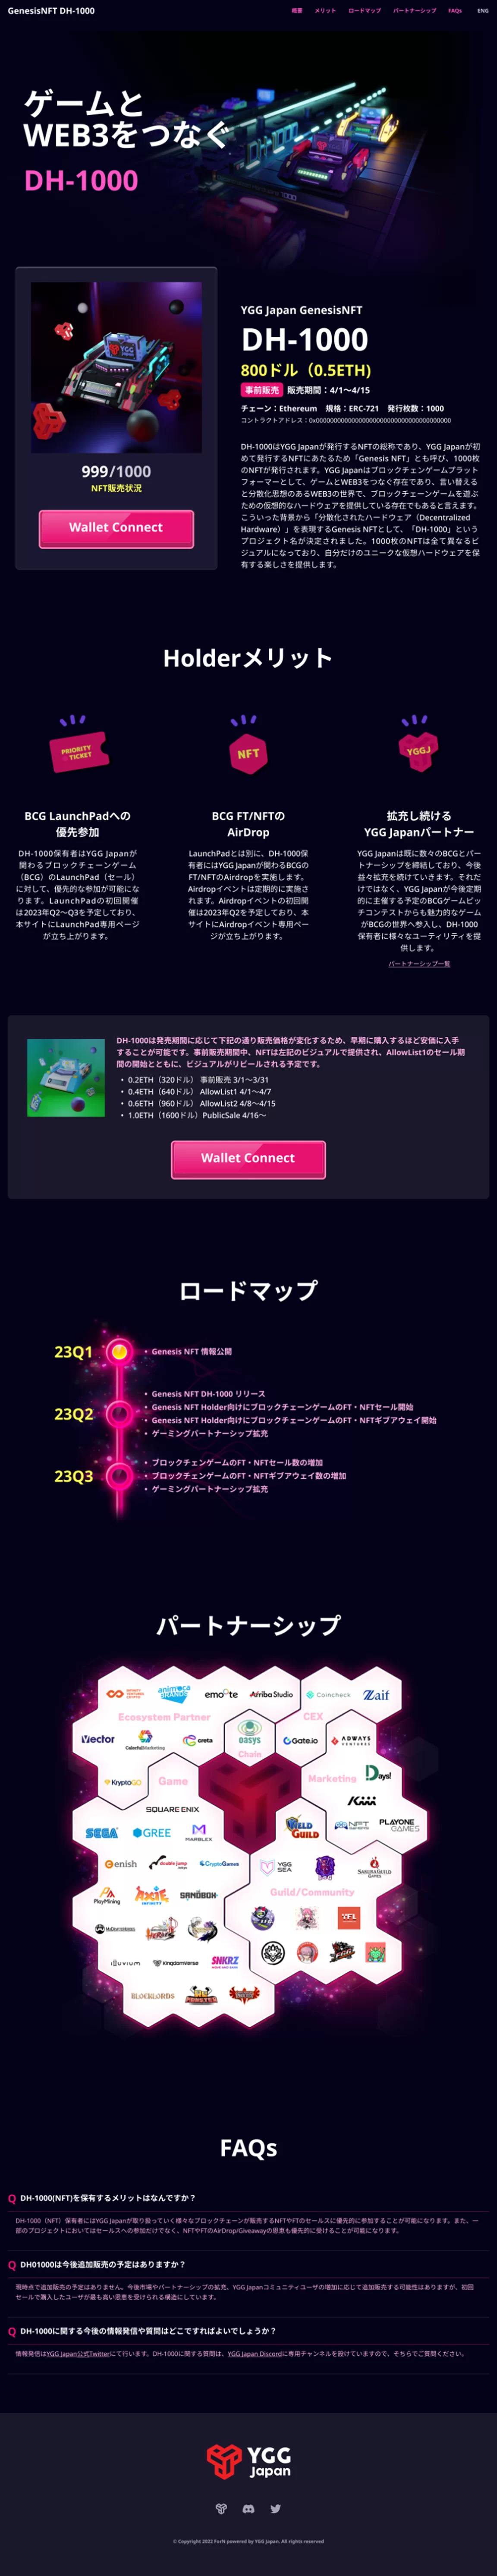 GenesisNFT DH-1000
概要 メリット ロードマップ パートナーシップ FAQs ENG
ゲームと
WEB3をつなぐ
DH-1000
YGG Japan GenesisNFT
DH-1000
800ドル（0.5ETH）
事前販売 販売期間：4/1〜4/15
チェーン：Ethereum 規格：ERC-721 発行枚数：1000
999/1000
NFT販売状況
Wallet Connect
DH-1000はYGG Japanが発行するNFTの総称であり、YGG Japanが初
めて発行するNFTにあたるため「Genesis NFT」とも呼び、1000枚
のNFTが発行されます。YGG Japanはブロックチェーンゲームプラット
フォーマーとして、ゲームとWEB3をつなぐ存在であり、言い替える
と分散化思想のあるWEB3の世界で、ブロックチェーンゲームを遊ぶ
ための仮想的なハードウェアを提供している存在でもあると言えます。
こういった背景から「分散化されたハードウェア（Decentralized
Hardware）」を表現するGenesis NFTとして、「DH-1000」という
プロジェクト名が決定されました。1000枚のNFTは全て異なるビ
ジュアルになっており、自分だけのユニークな仮想ハードウェアを保
有する楽しさを提供します。
Holderメリット
PRIORITY
TICKET
NFT
YGGJ
BCG LaunchPadへの
優先参加
DH-1000保有者はYGG Japanが
関わるブロックチェーンゲーム
（BCG）のLaunchPad（セール）
に対して、優先的な参加が可能にな
ります。LaunchPadの初回開催
は2023年Q2〜Q3を予定しており、
本サイトにLaunchPad専用ページ
が立ち上がります。
BCG FT/NFTの
AirDrop
LaunchPadとは別に、DH-1000保
有者にはYGG Japanが関わるBCGの
FT/NFTのAirdropを実施します。
Airdropイベントは定期的に実施さ
れます。Airdropイベントの初回開
催は2023年Q2を予定しており、本
サイトにAirdropイベント専用ペー
ジが立ち上がります。
拡充し続ける
YGG Japanパートナー
YGG Japanは既に数々のBCGとパー
トナーシップを締結しており、今後
益々拡充を続けていきます。それだ
けではなく、YGG Japanが今後定期
的に主催する予定のBCGゲームピッ
チコンテストからも魅力的なゲーム
がBCGの世界へ参入し、DH-1000
保有者に様々なユーティリティを提
供します。
パートナーシップ一覧
DH-1000は発売期間に応じて下記の通り販売価格が変化するため、早期に購入するほど安価に入手
することが可能です。事前販売期間中、NFTは左記のビジュアルで提供され、AllowList1のセール期
間の開始とともに、ビジュアルがリビールされる予定です。
• 0.2ETH（320ドル） 事前販売 3/1〜3/31
• 0.4ETH（640ドル） AllowList1 4/1〜4/7
• 0.6ETH（960ドル） AllowList2 4/8〜4/15
• 1.0ETH（1600ドル）PublicSale 4/16〜
Wallet Connect
ロードマップ
23Q1
• Genesis NFT 情報公開
23Q2
• Genesis NFT DH-1000 リリース
• Genesis NFT Holder向けにブロックチェーンゲームのFT・NFTセール開始
• Genesis NFT Holder向けにブロックチェーンゲームのFT・NFTギブアウェイ開始
• ゲーミングパートナーシップ拡充
23Q3
• ブロックチェンゲームのFT・NFTセール数の増加
• ブロックチェンゲームのFT・NFTギブアウェイ数の増加
• ゲーミングパートナーシップ拡充
パートナーシップ
INFINITY VENTURES CRYPTO animoca BRANDS emoote Arriba Studio Coincheck Zaif
Ecosystem Partner CEX
Vector ColorfulMarketing creta oasys Gate.io ADWAYS VENTURES
Chain
KryptoGO Game Marketing Days!
SQUARE ENIX
SEGA GREE MARBLEX WELD GUILD NFT PLAYONE GAMES
enish double jump.tokyo CryptoGames YGG SEA SAKURA GUILD GAMES
PlayMining AXIE INFINITY SANDBOX Guild/Community
YFL
illuvium Kingdomverse SNKRZ
BLOCKLORDS
FAQs
Q DH-1000(NFT)を保有するメリットはなんですか？
DH-1000（NFT）保有者にはYGG Japanが取り扱っていく様々なブロックチェーンが販売するNFTやFTのセールスに優先的に参加することが可能になります。また、一
部のプロジェクトにおいてはセールスへの参加だけでなく、NFTやFTのAirDrop/Giveawayの恩恵も優先的に受けることが可能になります。
Q DH01000は今後追加販売の予定はありますか？
現時点で追加販売の予定はありません。今後市場やパートナーシップの拡充、YGG Japanコミュニティユーザの増加に応じて追加販売する可能性はありますが、初回
セールで購入したユーザが最も高い恩恵を受けられる構造にしています。
Q DH-1000に関する今後の情報発信や質問はどこですればよいでしょうか？
情報発信はYGG Japan公式Twitterにて行います。DH-1000に関する質問は、YGG Japan Discordに専用チャンネルを設けていますので、そちらでご質問ください。
YGG
Japan
© Copyright 2022 ForN powered by YGG Japan. All rights reserved